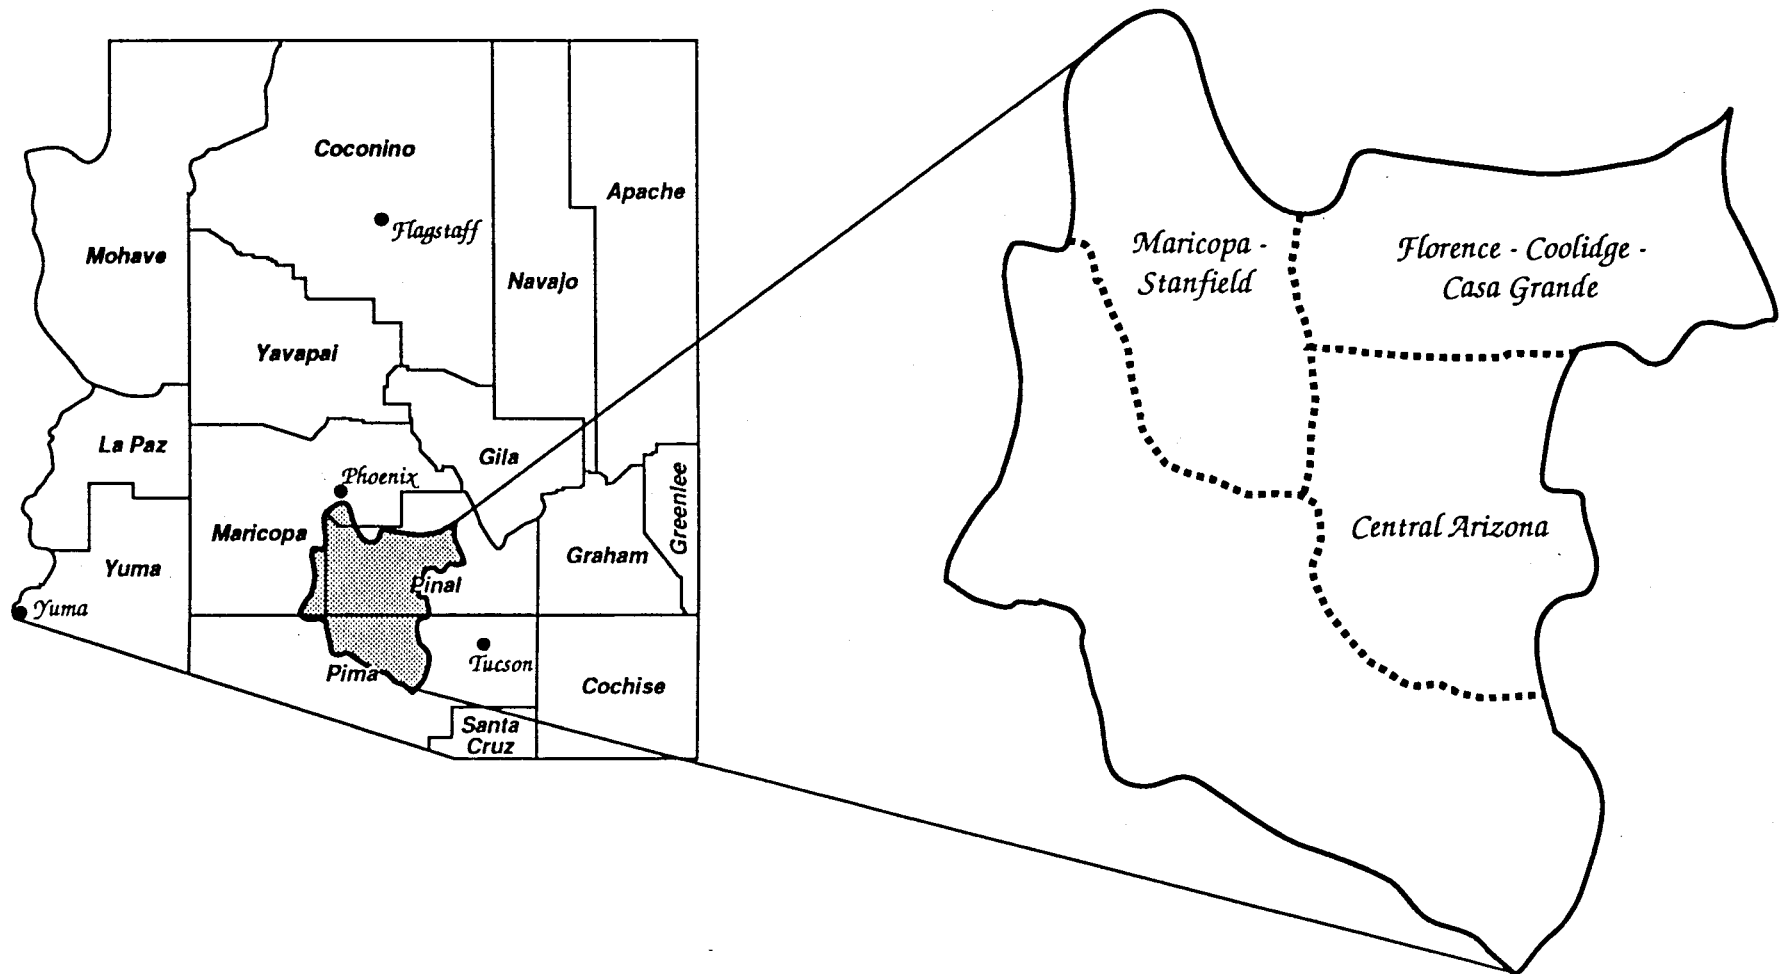 Coconino
Apache
Flagstaff
Mohave
Navajo
Yavapai
La Paz
Gila
Phoenix
Greenlee
Maricopa
Graham
Yuma
Pinal
Yuma
Tucson
Pima
Cochise
Santa
Cruz
Maricopa -
Stanfield
Florence - Coolidge -
Casa Grande
Central Arizona